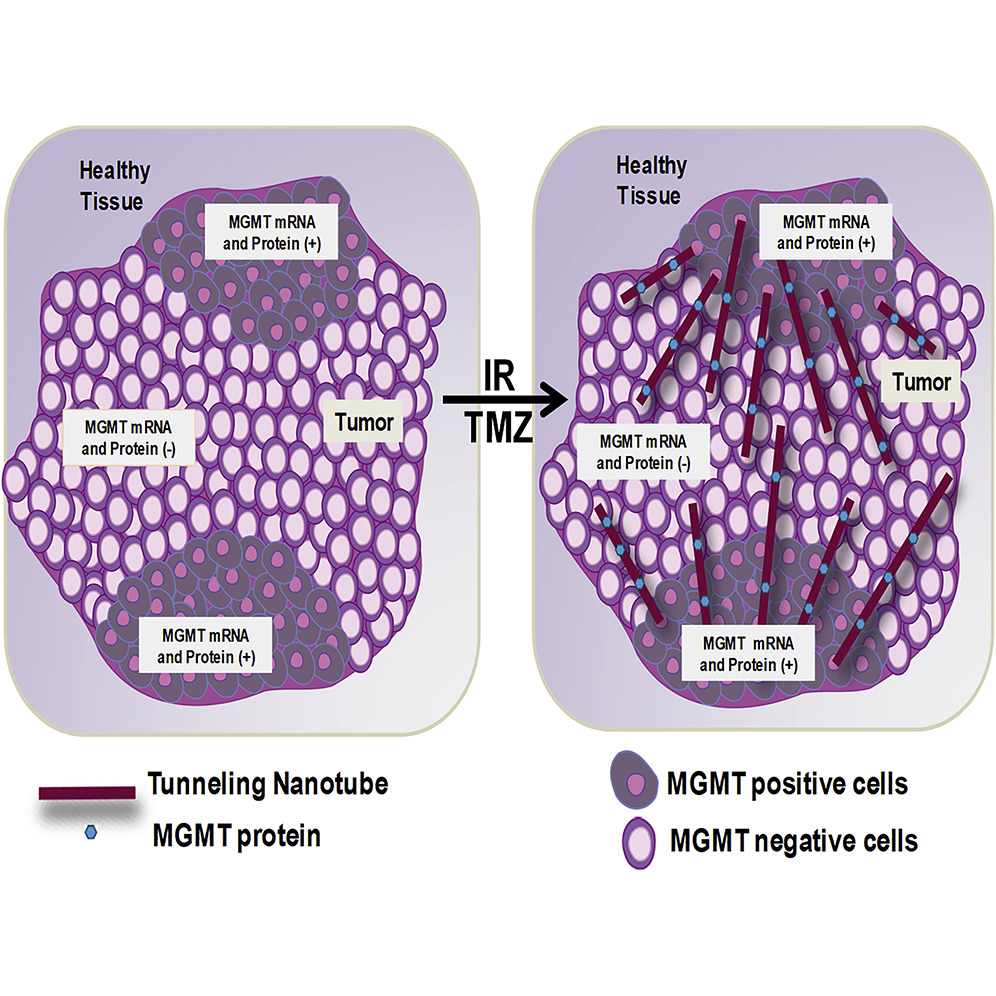 Healthy
Tissue
MGMT mRNA
and Protein (+)
MGMT mRNA
and Protein (-)
Tumor
MGMT mRNA
and Protein (+)
IR
TMZ
Healthy
Tissue
MGMT mRNA
and Protein (+)
Tumor
MGMT mRNA
and Protein (-)
MGMT mRNA
and Protein (+)
Tunneling Nanotube
MGMT protein
MGMT positive cells
MGMT negative cells